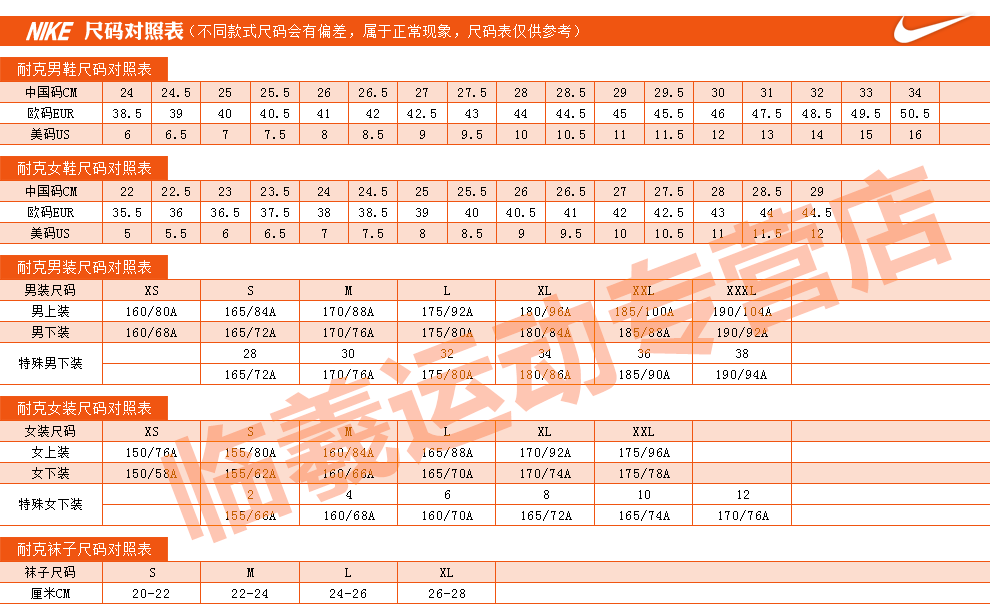 NIKE 尺码对照表(不同款式尺码会有偏差，属于正常现象，尺码表仅供参考)
耐克男鞋尺码对照表
中国码CM 24 24.5 25 25.5 26 26.5 27 27.5 28 28.5 29 29.5 30 31 32 33 34
欧码EUR 38.5 39 40 40.5 41 42 42.5 43 44 44.5 45 45.5 46 47.5 48.5 49.5 50.5
美码US 6 6.5 7 7.5 8 8.5 9 9.5 10 10.5 11 11.5 12 13 14 15 16
耐克女鞋尺码对照表
中国码CM 22 22.5 23 23.5 24 24.5 25 25.5 26 26.5 27 27.5 28 28.5 29
欧码EUR 35.5 36 36.5 37.5 38 38.5 39 40 40.5 41 42 42.5 43 44 44.5
美码US 5 5.5 6 6.5 7 7.5 8 8.5 9 9.5 10 10.5 11 11.5 12
耐克男装尺码对照表
男装尺码 XS S M L XL XXL XXXL
男上装 160/80A 165/84A 170/88A 175/92A 180/96A 185/100A 190/104A
男下装 160/68A 165/72A 170/76A 175/80A 180/84A 185/88A 190/92A
特殊男下装 28 30 32 34 36 38
165/72A 170/76A 175/80A 180/86A 185/90A 190/94A
耐克女装尺码对照表
女装尺码 XS S M L XL XXL
女上装 150/76A 155/80A 160/84A 165/88A 170/92A 175/96A
女下装 150/58A 155/62A 160/66A 165/70A 170/74A 175/78A
特殊女下装 2 4 6 8 10 12
155/66A 160/68A 160/70A 165/72A 165/74A 170/76A
耐克袜子尺码对照表
袜子尺码 S M L XL
厘米CM 20-22 22-24 24-26 26-28
临羲运动专营店